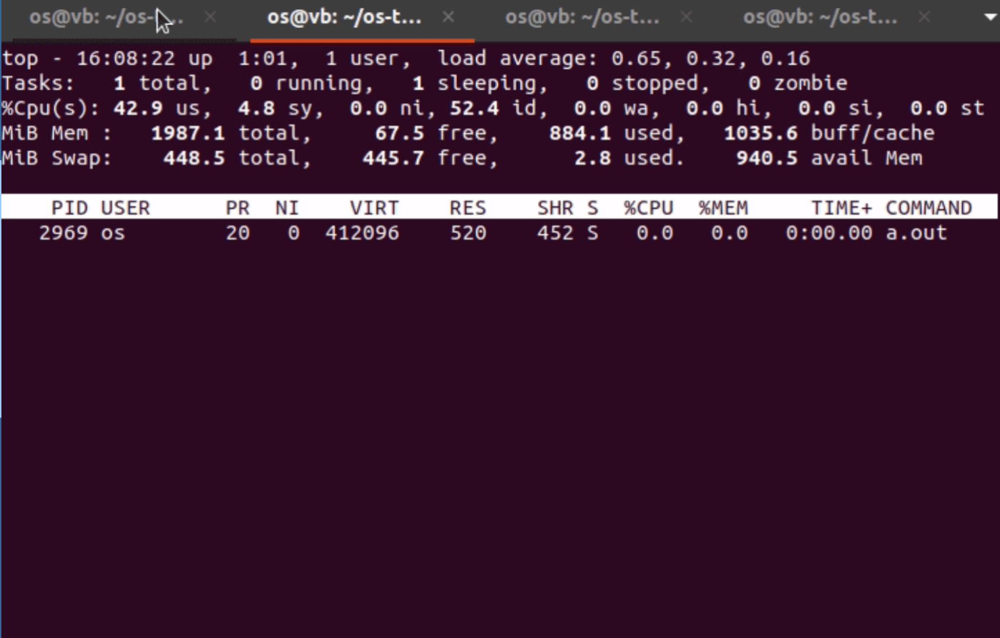 os@vb: ~/os-... × os@vb: ~/os-t... × os@vb: ~/os-t... × os@vb: ~/os-t... ×
top - 16:08:22 up  1:01,  1 user,  load average: 0.65, 0.32, 0.16
Tasks:   1 total,   0 running,   1 sleeping,   0 stopped,   0 zombie
%Cpu(s): 42.9 us,  4.8 sy,  0.0 ni, 52.4 id,  0.0 wa,  0.0 hi,  0.0 si,  0.0 st
MiB Mem :   1987.1 total,     67.5 free,    884.1 used,   1035.6 buff/cache
MiB Swap:    448.5 total,    445.7 free,      2.8 used.    940.5 avail Mem
PID USER      PR  NI    VIRT    RES    SHR S  %CPU  %MEM     TIME+ COMMAND
2969 os        20   0  412096    520    452 S   0.0   0.0   0:00.00 a.out